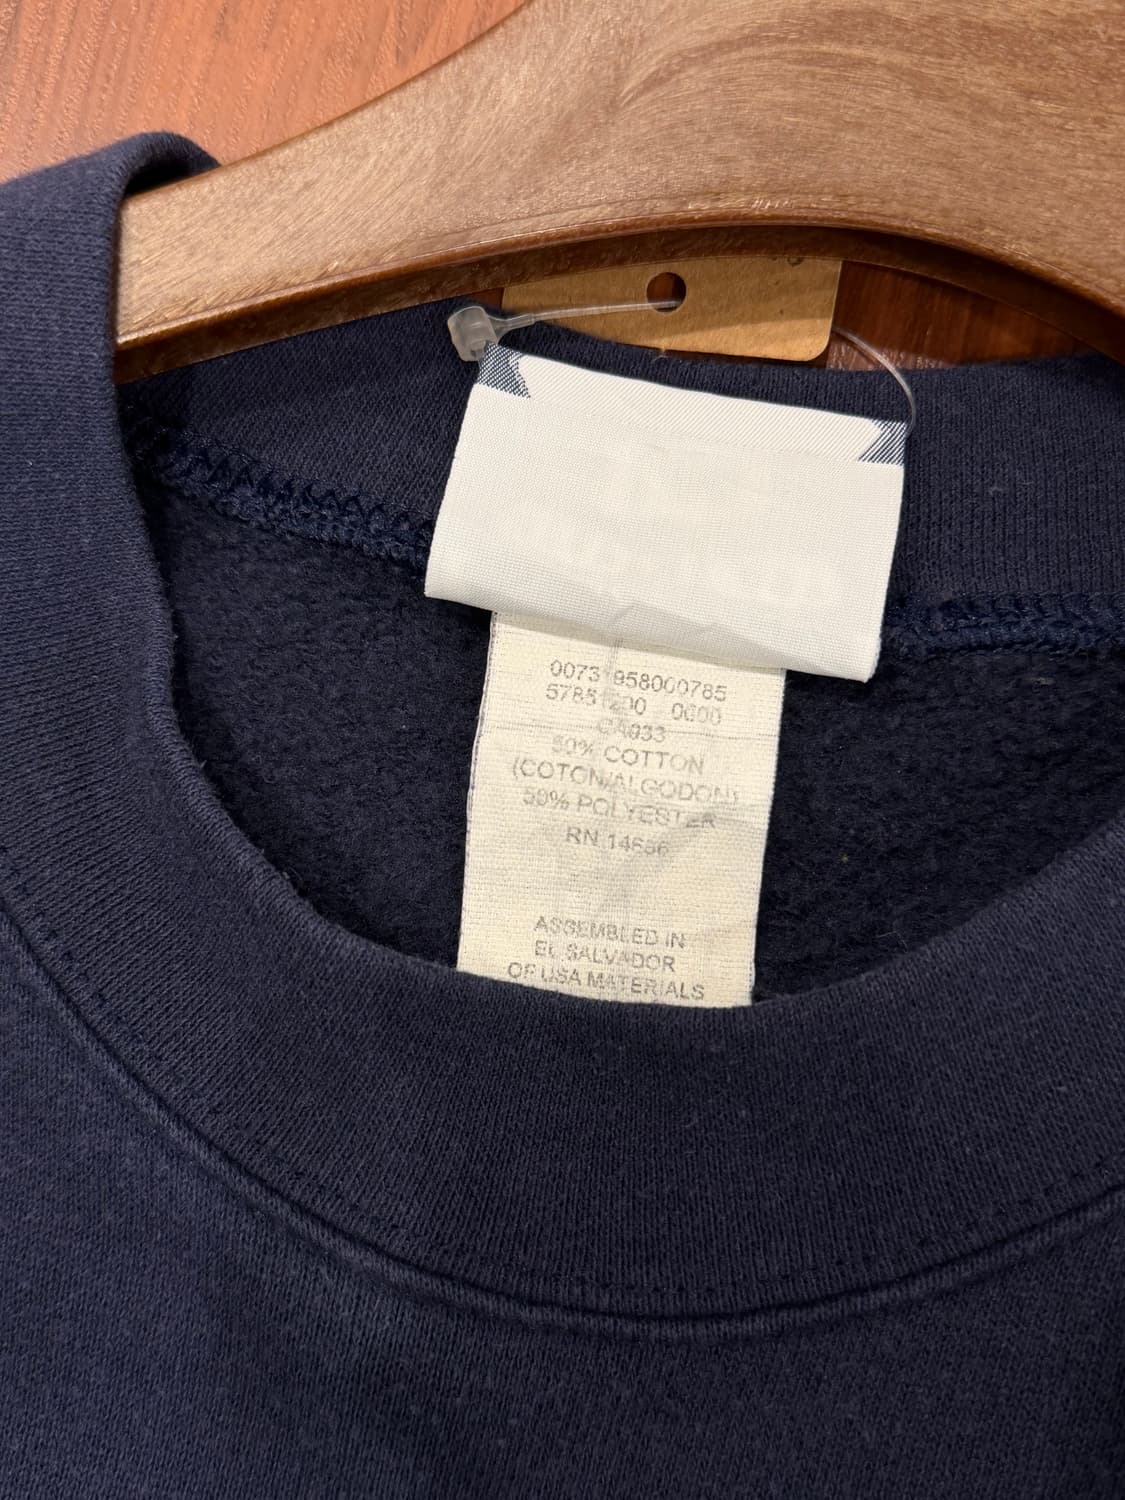 0073 958000785
5785 200 0600
CA033
50% COTTON
(COTON/ALGODON)
50% POLYESTER
RN 14656
ASSEMBLED IN
EL SALVADOR
OF USA MATERIALS